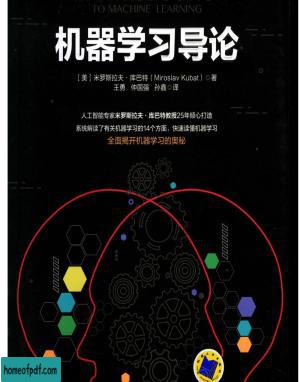 TO MACHINE LEARNING
机器学习导论
[美] 米罗斯拉夫·库巴特 (Miroslav Kubat) 著
王勇 仲国强 孙鑫 译
人工智能专家米罗斯拉夫·库巴特教授25年倾心打造
系统解读了有关机器学习的14个方面，快速读懂机器学习
全面揭开机器学习的奥秘
homeofpdf.com